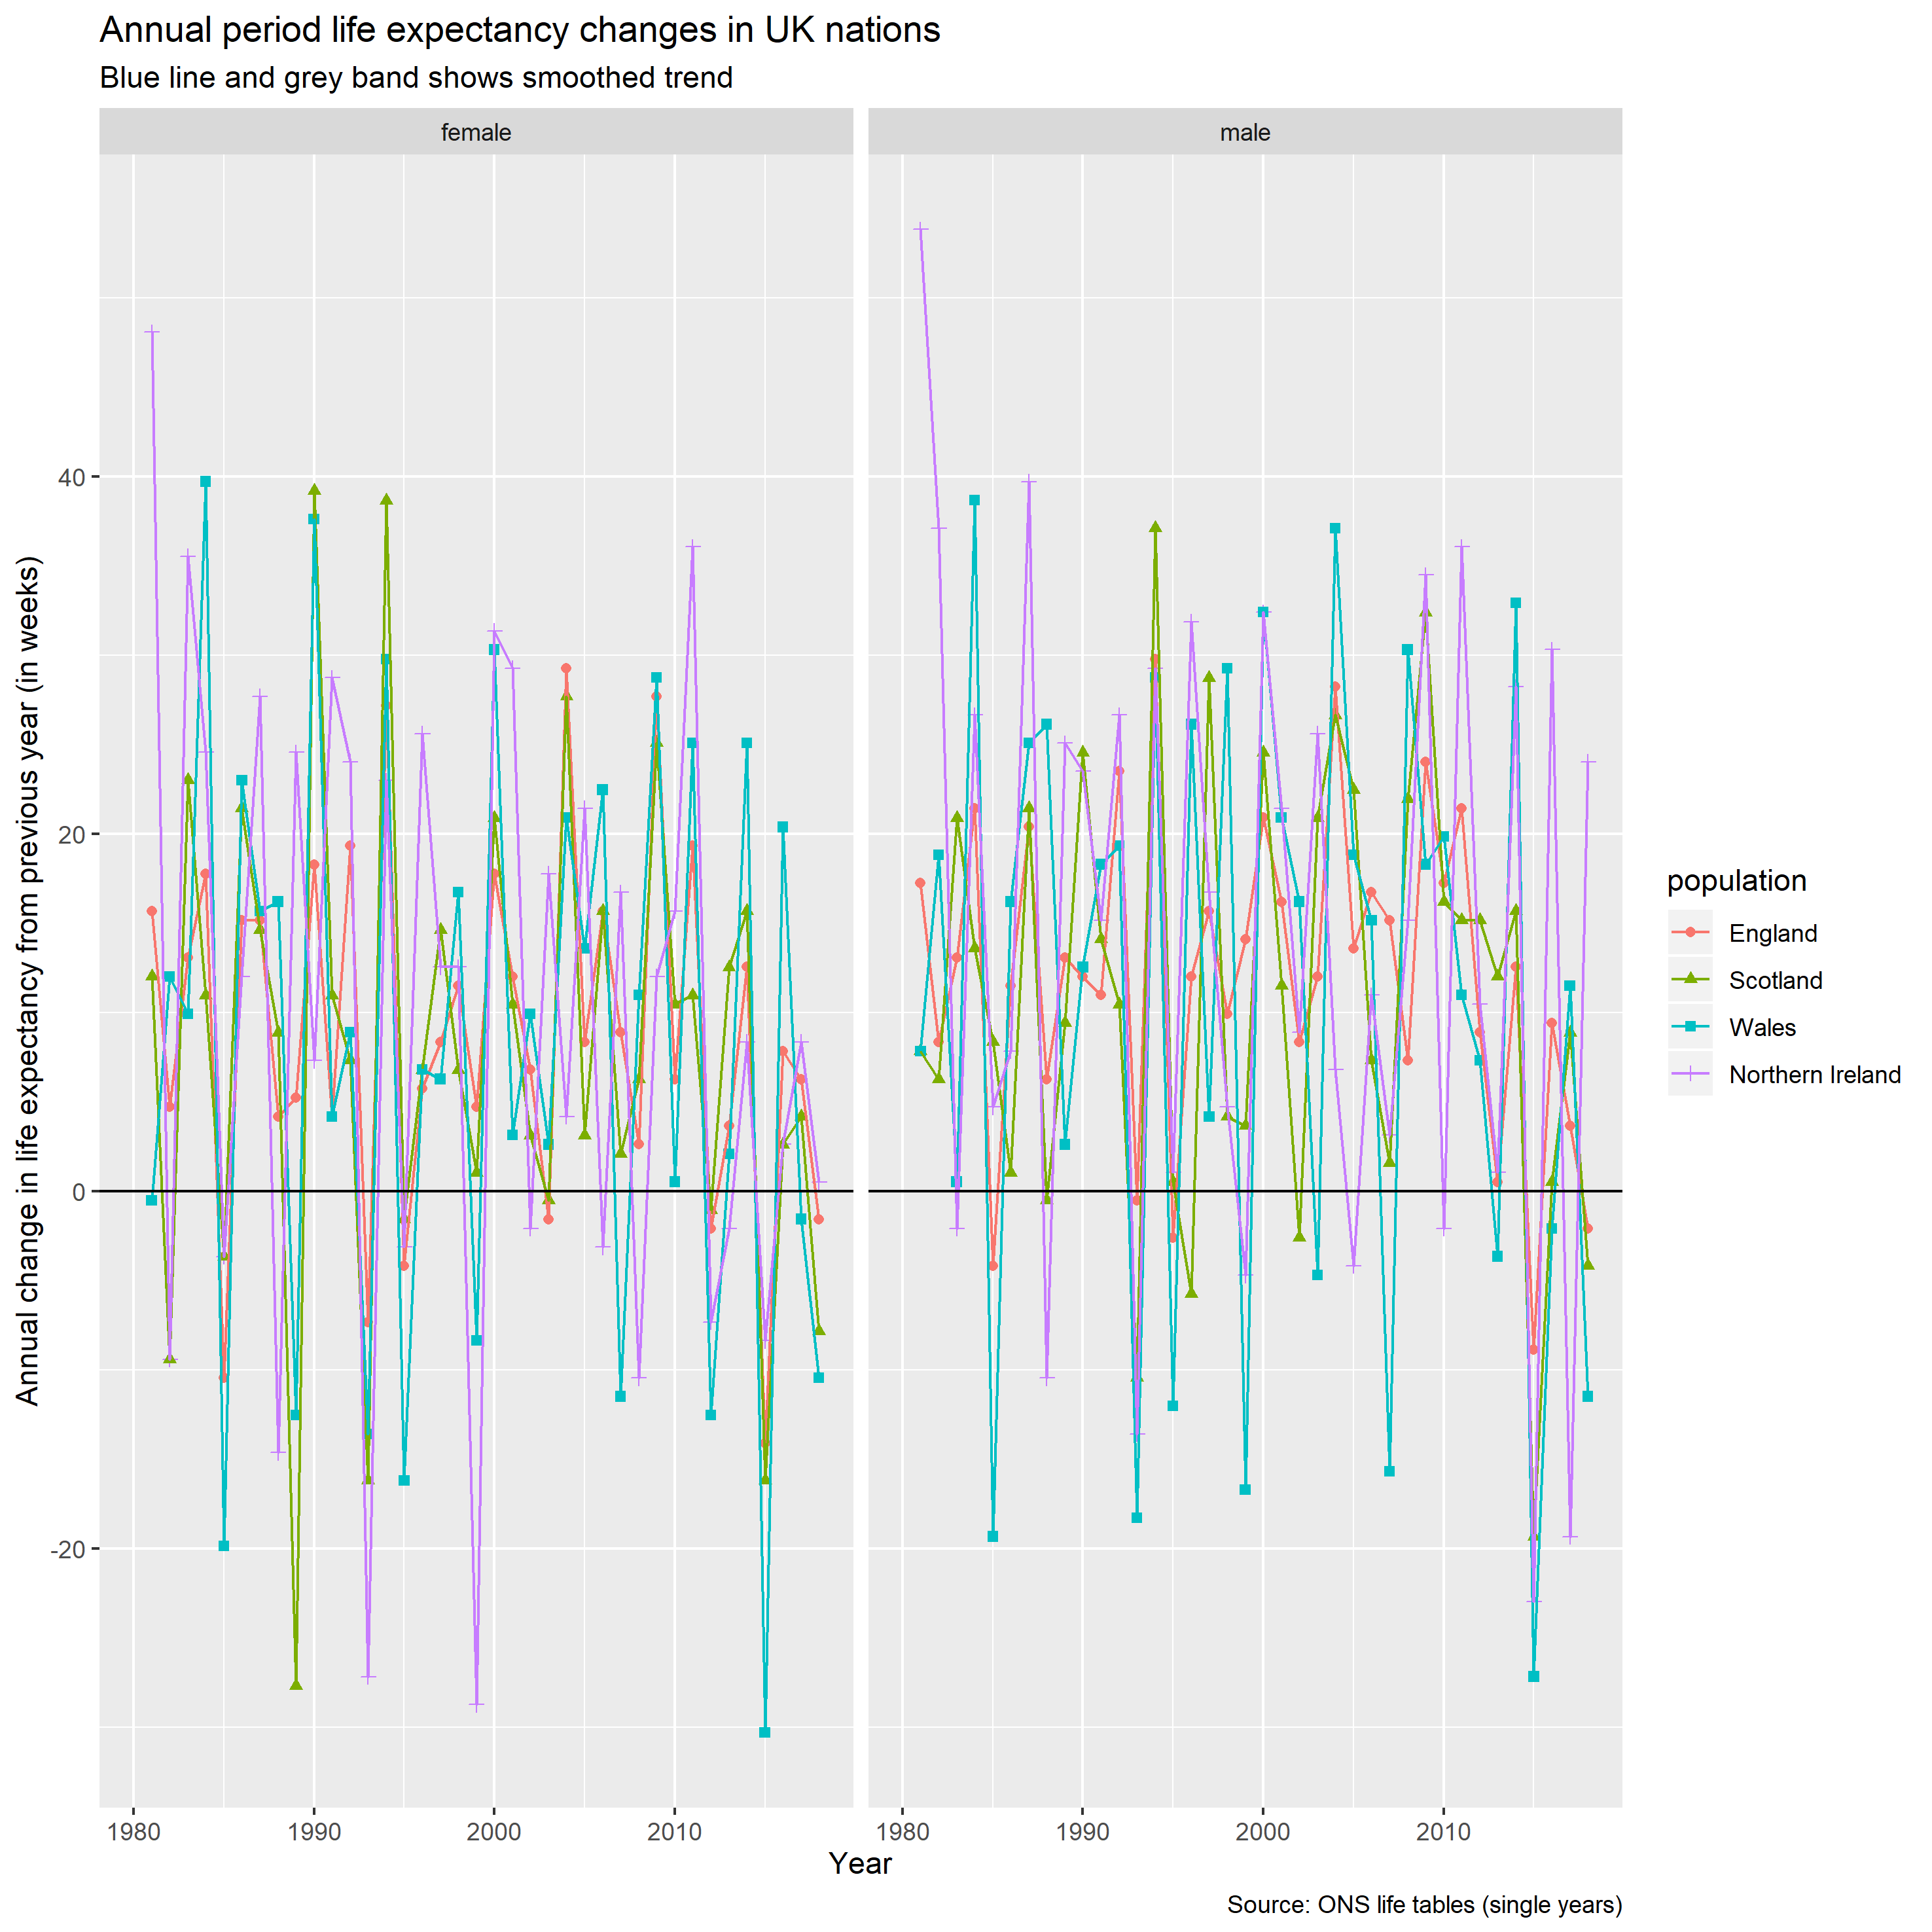 Annual period life expectancy changes in UK nations
Blue line and grey band shows smoothed trend
female
male
Annual change in life expectancy from previous year (in weeks)
40
20
0
-20
1980
1990
2000
2010
1980
1990
2000
2010
Year
population
England
Scotland
Wales
Northern Ireland
Source: ONS life tables (single years)